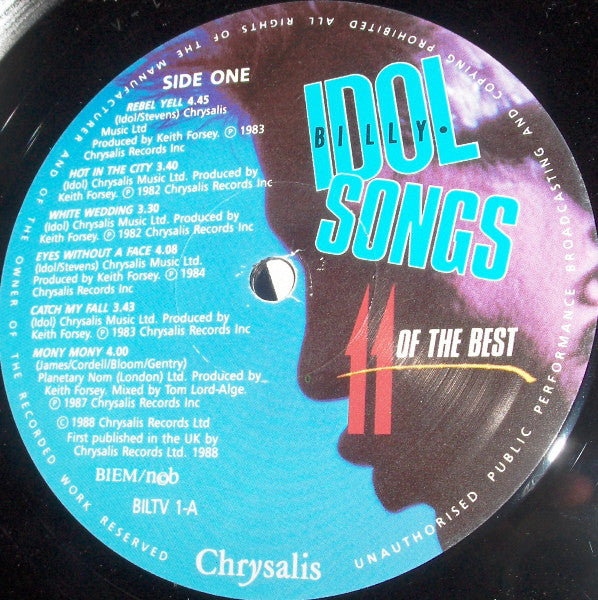 SIDE ONE
REBEL YELL 4.45
(Idol/Stevens) Chrysalis
Music Ltd
Produced by Keith Forsey. ℗ 1983
Chrysalis Records Inc
HOT IN THE CITY 3.40
(Idol) Chrysalis Music Ltd. Produced by
Keith Forsey. ℗ 1982 Chrysalis Records Inc
WHITE WEDDING 3.30
(Idol) Chrysalis Music Ltd. Produced by
Keith Forsey. ℗ 1982 Chrysalis Records Inc
EYES WITHOUT A FACE 4.08
(Idol/Stevens) Chrysalis Music Ltd.
Produced by Keith Forsey. ℗ 1984
Chrysalis Records Inc
CATCH MY FALL 3.43
(Idol) Chrysalis Music Ltd. Produced by
Keith Forsey. ℗ 1983 Chrysalis Records Inc
MONY MONY 4.00
(James/Cordell/Bloom/Gentry)
Planetary Nom (London) Ltd. Produced by
Keith Forsey. Mixed by Tom Lord-Alge.
℗ 1987 Chrysalis Records Inc
© 1988 Chrysalis Records Ltd
First published in the UK by
Chrysalis Records Ltd. 1988
BIEM/ncb
BILTV 1-A
Chrysalis
BILLY.
IDOL
SONGS
11 OF THE BEST
ALL RIGHTS OF THE MANUFACTURER AND OF THE OWNER OF THE RECORDED WORK RESERVED
UNAUTHORISED PUBLIC PERFORMANCE BROADCASTING AND COPYING PROHIBITED